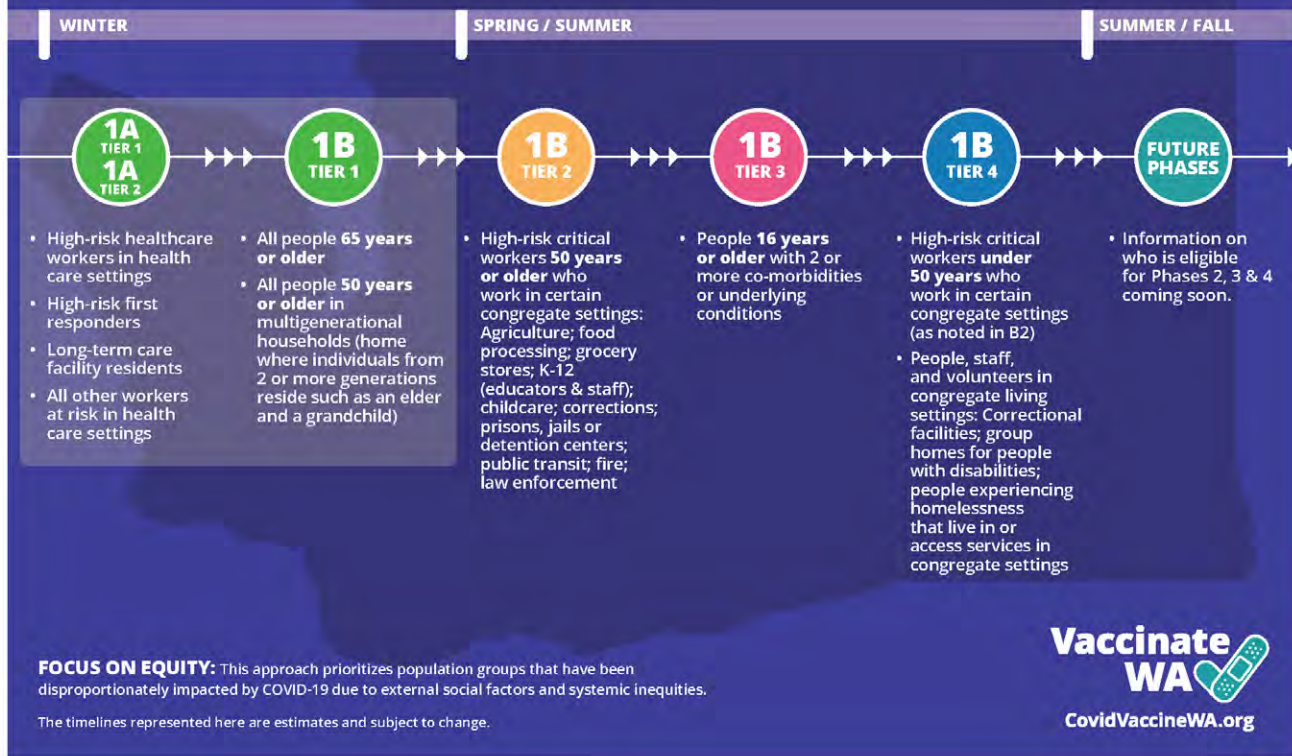 WINTER
SPRING / SUMMER
SUMMER / FALL
1A
TIER 1
1A
TIER 2
• High-risk healthcare
workers in health
care settings
• High-risk first
responders
• Long-term care
facility residents
• All other workers
at risk in health
care settings
1B
TIER 1
• All people 65 years
or older
• All people 50 years
or older in
multigenerational
households (home
where individuals from
2 or more generations
reside such as an elder
and a grandchild)
1B
TIER 2
• High-risk critical
workers 50 years
or older who
work in certain
congregate settings:
Agriculture; food
processing; grocery
stores; K-12
(educators & staff);
childcare; corrections;
prisons, jails or
detention centers;
public transit; fire;
law enforcement
1B
TIER 3
• People 16 years
or older with 2 or
more co-morbidities
or underlying
conditions
1B
TIER 4
• High-risk critical
workers under
50 years who
work in certain
congregate settings
(as noted in B2)
• People, staff,
and volunteers in
congregate living
settings: Correctional
facilities; group
homes for people
with disabilities;
people experiencing
homelessness
that live in or
access services in
congregate settings
FUTURE
PHASES
• Information on
who is eligible
for Phases 2, 3 & 4
coming soon.
FOCUS ON EQUITY: This approach prioritizes population groups that have been
disproportionately impacted by COVID-19 due to external social factors and systemic inequities.
The timelines represented here are estimates and subject to change.
Vaccinate
WA
CovidVaccineWA.org